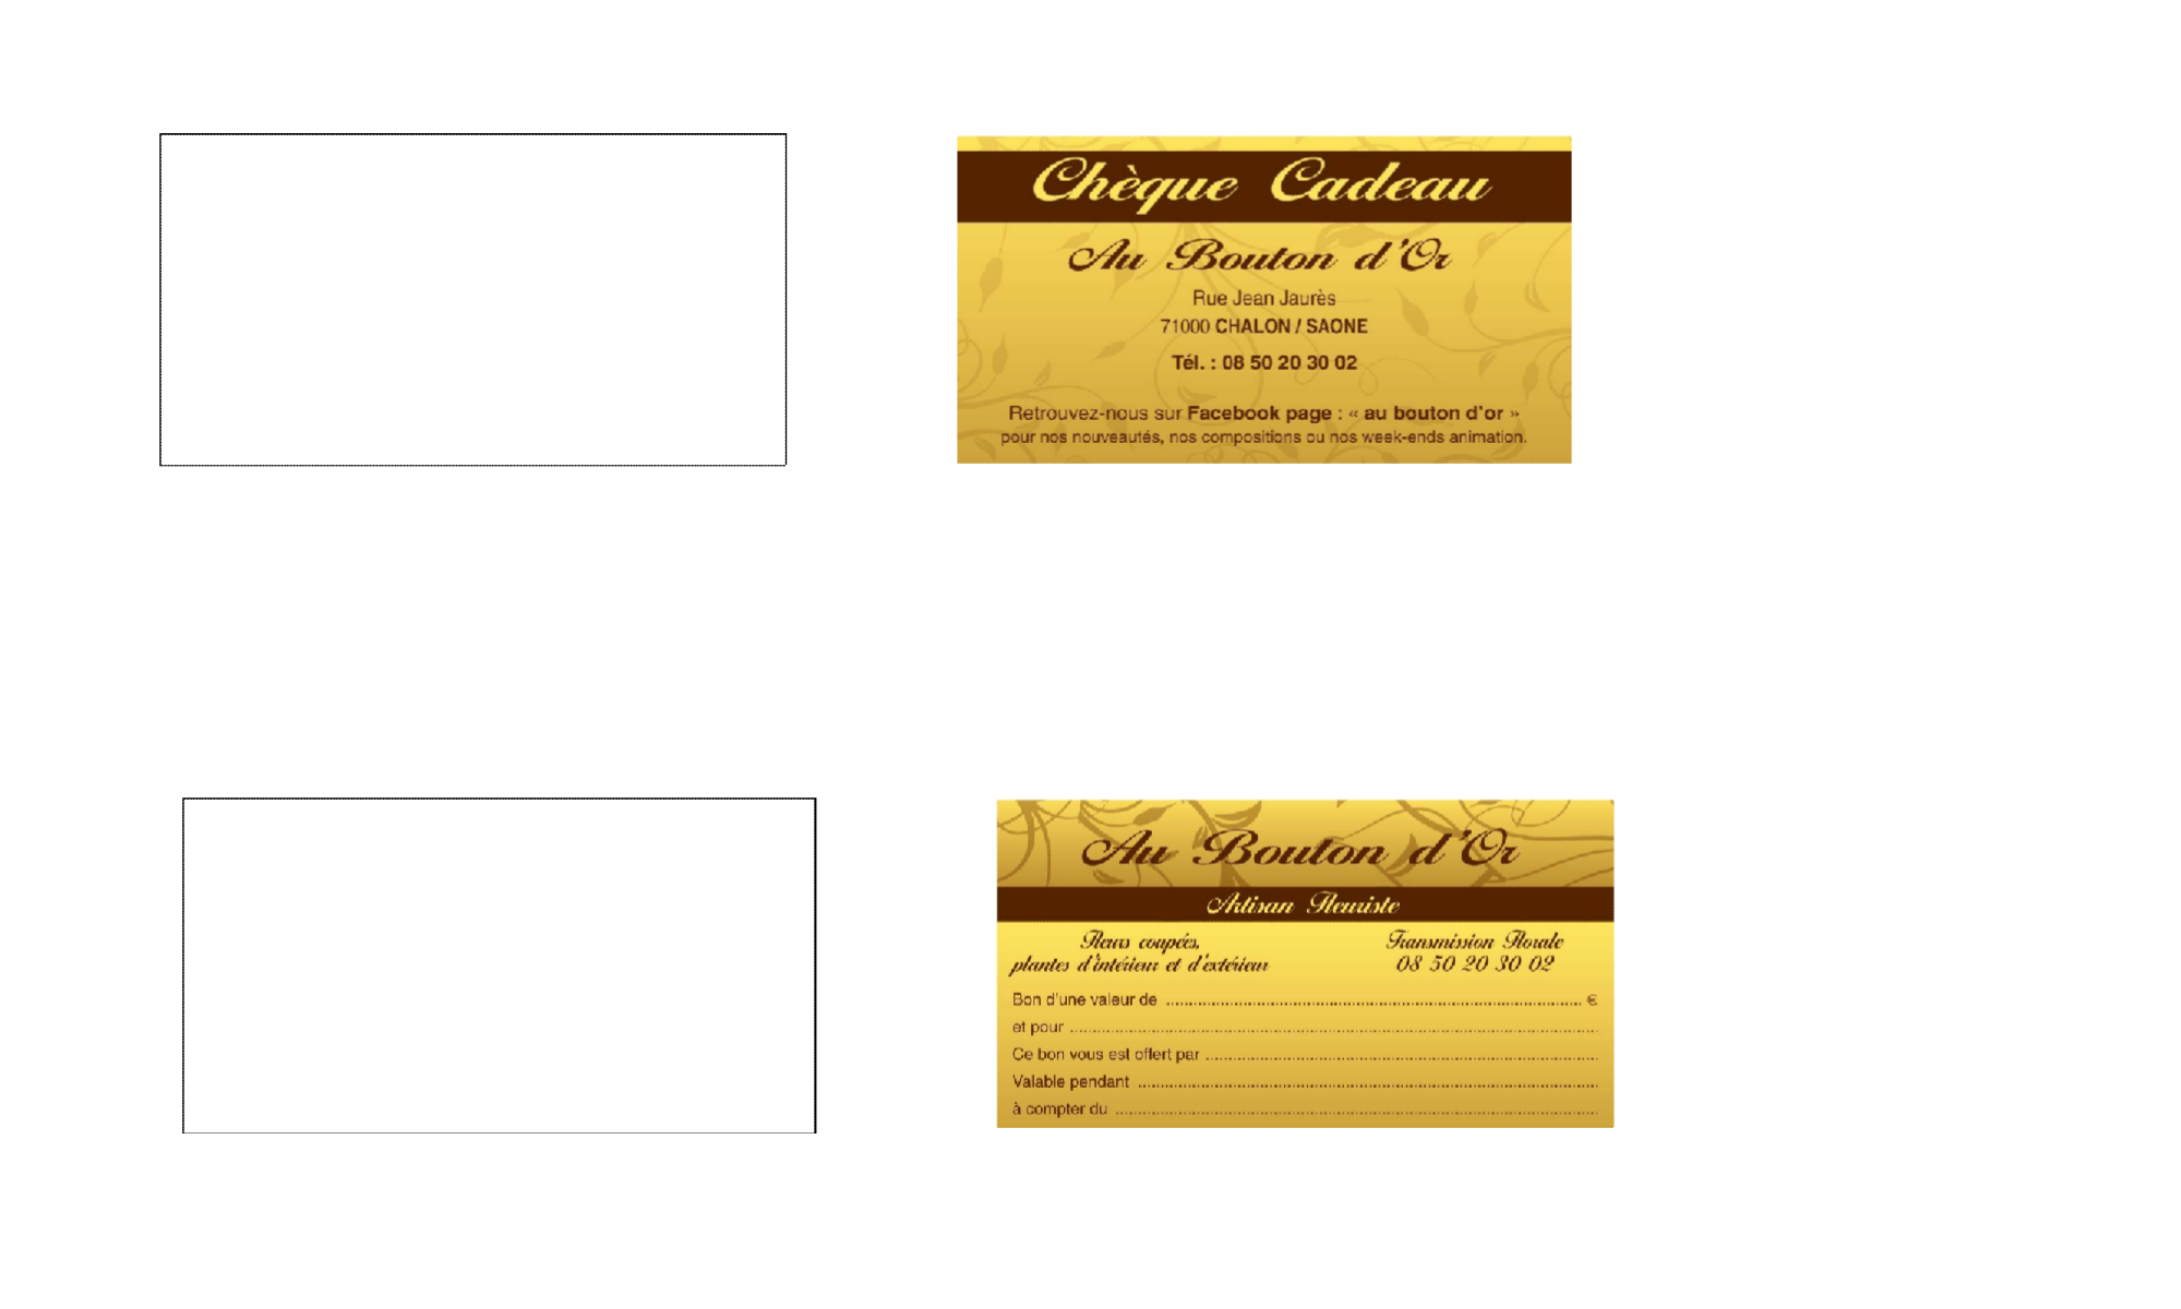 Chèque Cadeau
Au Bouton d'Or
Rue Jean Jaurès
71000 CHALON / SAONE
Tél. : 08 50 20 30 02
Retrouvez-nous sur Facebook page : « au bouton d'or »
pour nos nouveautés, nos compositions ou nos week-ends animation.
Au Bouton d'Or
Artisan Fleuriste
Fleurs coupées,
plantes d'intérieur et d'extérieur
Transmission Florale
08 50 20 30 02
Bon d'une valeur de ........................ €
et pour ........................
Ce bon vous est offert par ........................
Valable pendant ........................
à compter du ........................